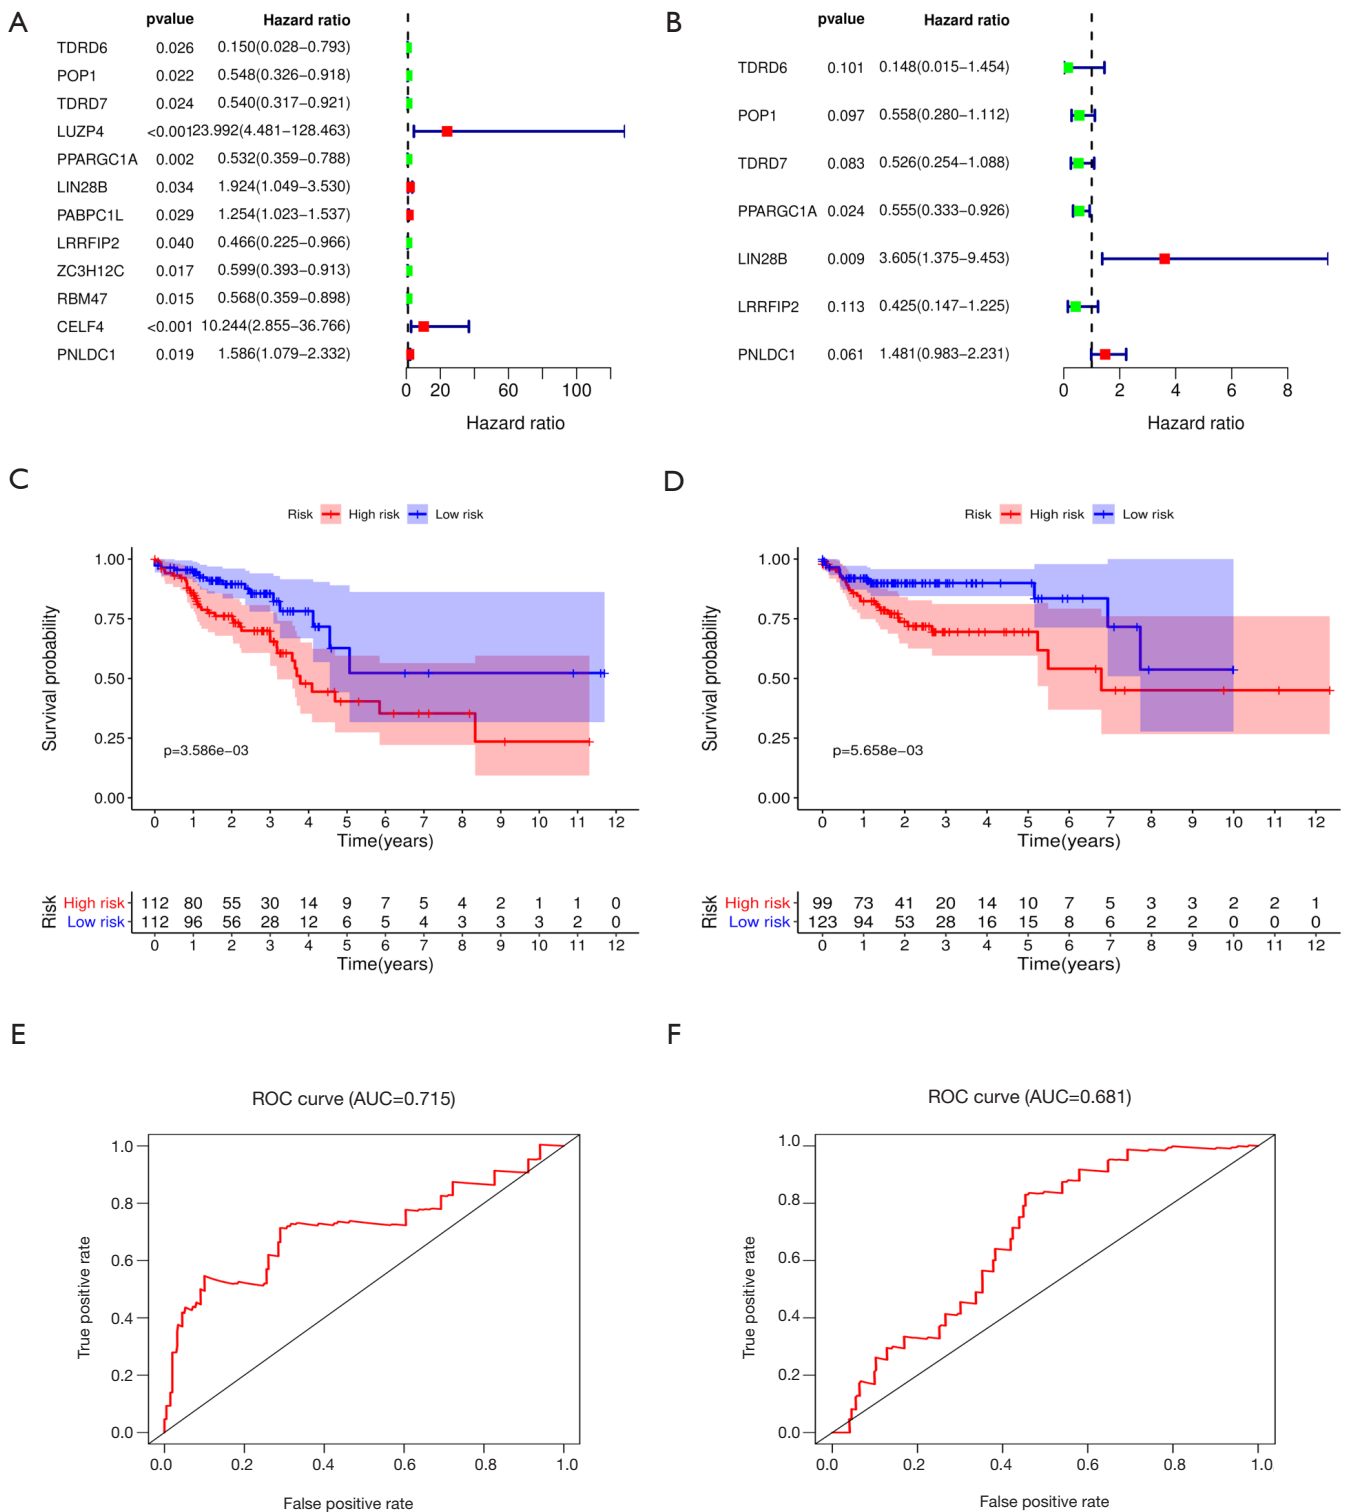 A
pvalue Hazard ratio
TDRD6 0.026 0.150(0.028−0.793)
POP1 0.022 0.548(0.326−0.918)
TDRD7 0.024 0.540(0.317−0.921)
LUZP4 <0.001 23.992(4.481−128.463)
PPARGC1A 0.002 0.532(0.359−0.788)
LIN28B 0.034 1.924(1.049−3.530)
PABPC1L 0.029 1.254(1.023−1.537)
LRRFIP2 0.040 0.466(0.225−0.966)
ZC3H12C 0.017 0.599(0.393−0.913)
RBM47 0.015 0.568(0.359−0.898)
CELF4 <0.001 10.244(2.855−36.766)
PNLDC1 0.019 1.586(1.079−2.332)
0 20 60 100
Hazard ratio
B
pvalue Hazard ratio
TDRD6 0.101 0.148(0.015−1.454)
POP1 0.097 0.558(0.280−1.112)
TDRD7 0.083 0.526(0.254−1.088)
PPARGC1A 0.024 0.555(0.333−0.926)
LIN28B 0.009 3.605(1.375−9.453)
LRRFIP2 0.113 0.425(0.147−1.225)
PNLDC1 0.061 1.481(0.983−2.231)
0 2 4 6 8
Hazard ratio
C
Risk High risk Low risk
Survival probability
1.00
0.75
0.50
0.25
0.00
p=3.586e−03
0 1 2 3 4 5 6 7 8 9 10 11 12
Time(years)
Risk
High risk 112 80 55 30 14 9 7 5 4 2 1 1 0
Low risk 112 96 56 28 12 6 5 4 3 3 3 2 0
0 1 2 3 4 5 6 7 8 9 10 11 12
Time(years)
D
Risk High risk Low risk
Survival probability
1.00
0.75
0.50
0.25
0.00
p=5.658e−03
0 1 2 3 4 5 6 7 8 9 10 11 12
Time(years)
Risk
High risk 99 73 41 20 14 10 7 5 3 3 2 2 1
Low risk 123 94 53 28 16 15 8 6 2 2 0 0 0
0 1 2 3 4 5 6 7 8 9 10 11 12
Time(years)
E
ROC curve (AUC=0.715)
True positive rate
1.0
0.8
0.6
0.4
0.2
0.0
0.0 0.2 0.4 0.6 0.8 1.0
False positive rate
F
ROC curve (AUC=0.681)
True positive rate
1.0
0.8
0.6
0.4
0.2
0.0
0.0 0.2 0.4 0.6 0.8 1.0
False positive rate